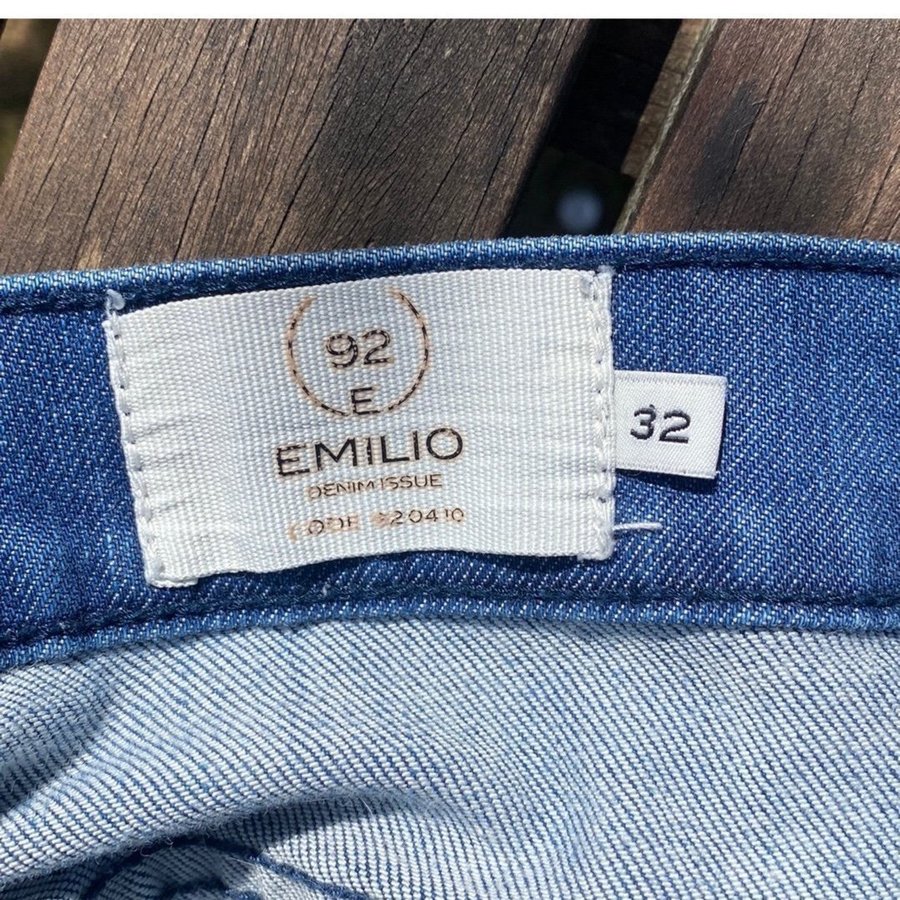 92
E
EMILIO
DENIM ISSUE
CODE 920410
32